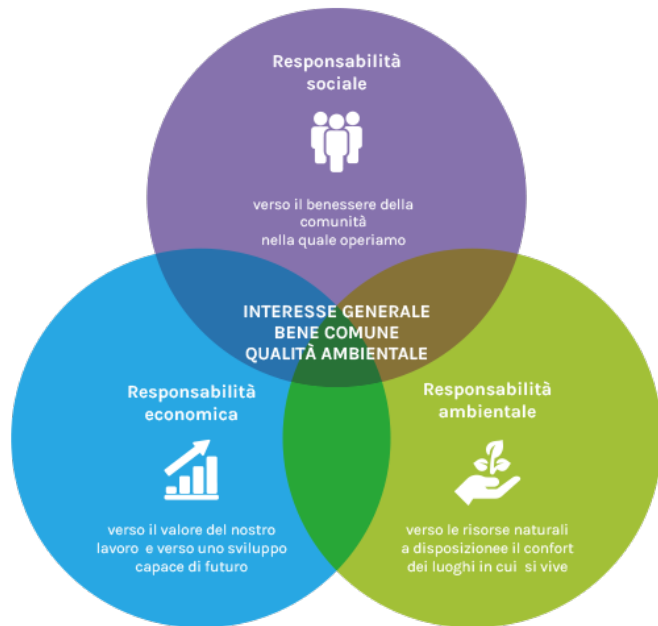 Responsabilità
sociale
verso il benessere della
comunità
nella quale operiamo
INTERESSE GENERALE
BENE COMUNE
QUALITÀ AMBIENTALE
Responsabilità
economica
verso il valore del nostro
lavoro e verso uno sviluppo
capace di futuro
Responsabilità
ambientale
verso le risorse naturali
a disposizionee il confort
dei luoghi in cui si vive